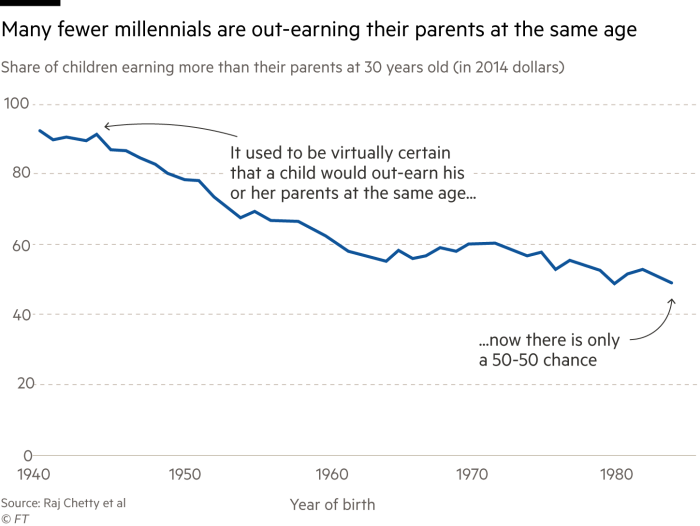 Many fewer millennials are out-earning their parents at the same age
Share of children earning more than their parents at 30 years old (in 2014 dollars)
100
It used to be virtually certain
that a child would out-earn his
or her parents at the same age...
80
60
40
...now there is only
a 50-50 chance
20
0
1940
1950
1960
1970
1980
Year of birth
Source: Raj Chetty et al
© FT